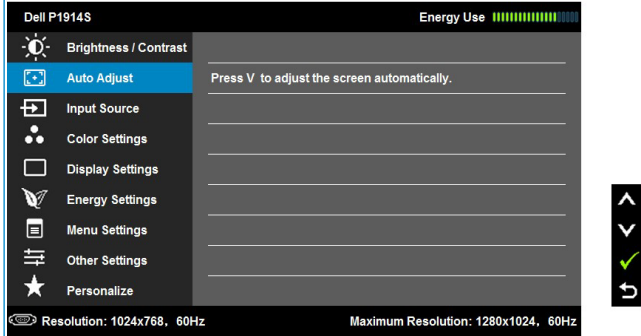 Dell P1914S
Energy Use
Brightness / Contrast
Auto Adjust
Press V to adjust the screen automatically.
Input Source
Color Settings
Display Settings
Energy Settings
Menu Settings
Other Settings
Personalize
Resolution: 1024x768, 60Hz
Maximum Resolution: 1280x1024, 60Hz